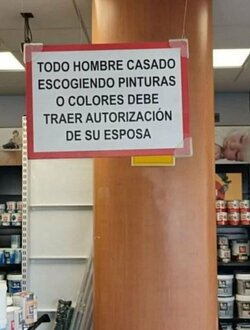 TODO HOMBRE CASADO
ESCOGIENDO PINTURAS
O COLORES DEBE
TRAER AUTORIZACIÓN
DE SU ESPOSA